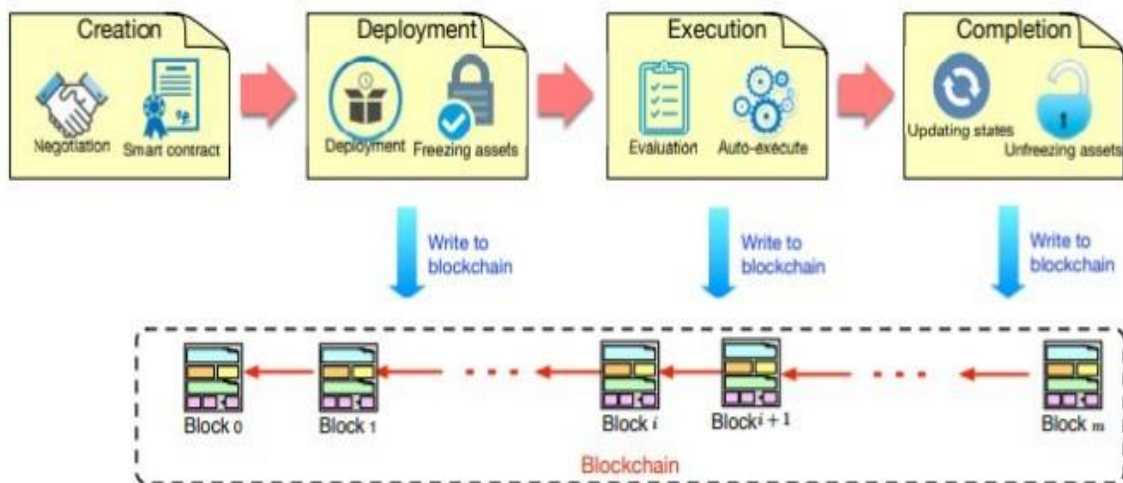 Creation
Deployment
Execution
Completion
Negotiation
Smart contract
Deployment
Freezing assets
Evaluation
Auto-execute
Updating states
Unfreezing assets
Write to
blockchain
Write to
blockchain
Write to
blockchain
Block 0
Block 1
Block i
Block i + 1
Block m
Blockchain